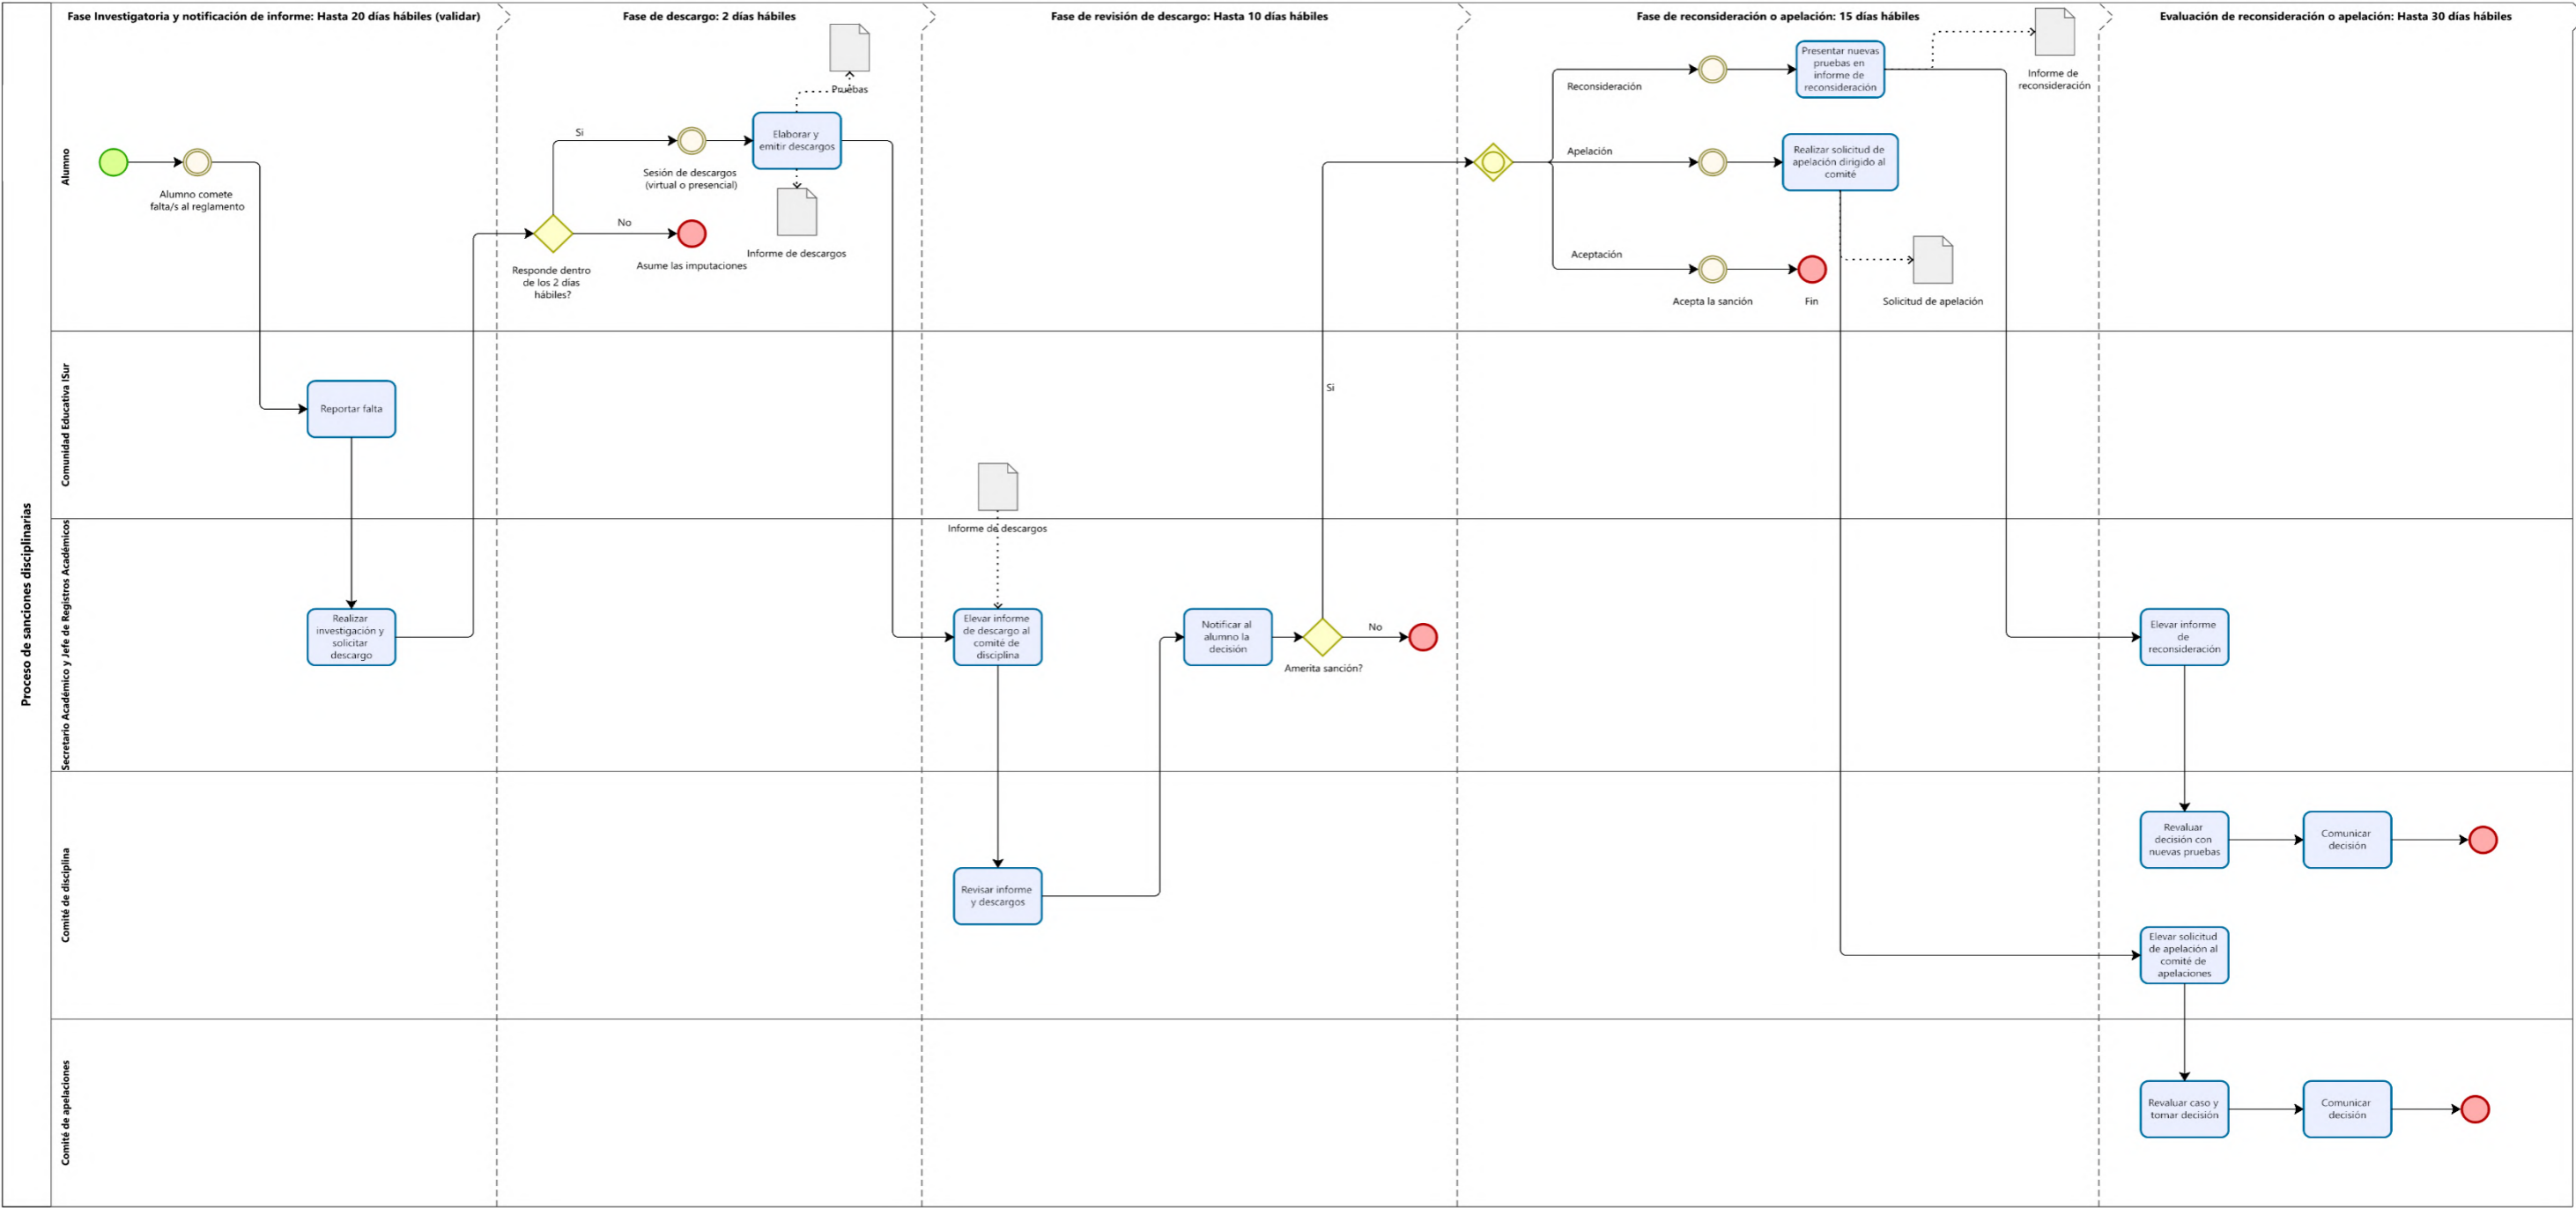 Proceso de sanciones disciplinarias
Fase Investigatoria y notificación de informe: Hasta 20 días hábiles (validar)
Fase de descargo: 2 días hábiles
Fase de revisión de descargo: Hasta 10 días hábiles
Fase de reconsideración o apelación: 15 días hábiles
Evaluación de reconsideración o apelación: Hasta 30 días hábiles
Alumno
Alumno comete
falta/s al reglamento
Responde dentro
de los 2 días
hábiles?
Si
No
Sesión de descargos
(virtual o presencial)
Asume las imputaciones
Pruebas
Elaborar y
emitir descargos
Informe de descargos
Reconsideración
Apelación
Aceptación
Presentar nuevas
pruebas en
informe de
reconsideración
Informe de
reconsideración
Realizar solicitud de
apelación dirigido al
comité
Acepta la sanción
Fin
Solicitud de apelación
Comunidad Educativa ISur
Reportar falta
Si
Secretario Académico y Jefe de Registros Académicos
Realizar
investigación y
solicitar
descargo
Informe de descargos
Elevar informe
de descargo al
comité de
disciplina
Notificar al
alumno la
decisión
Amerita sanción?
No
Elevar informe
de
reconsideración
Comité de disciplina
Revisar informe
y descargos
Revaluar
decisión con
nuevas pruebas
Comunicar
decisión
Elevar solicitud
de apelación al
comité de
apelaciones
Comité de apelaciones
Revaluar caso y
tomar decisión
Comunicar
decisión